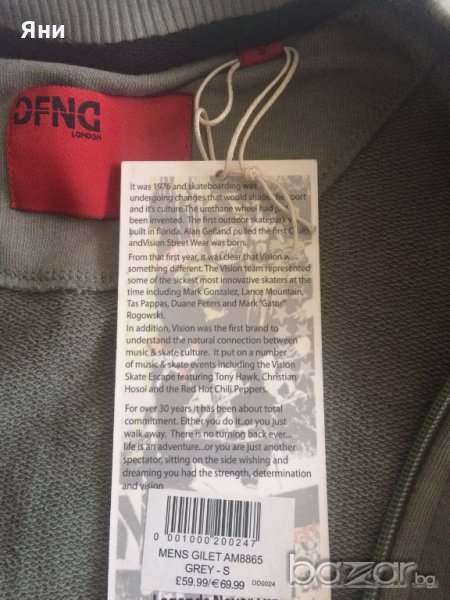 Яни
DFND
LONDON
S
It was 1976 and skateboarding was
undergoing changes that would shape the sport
and it's culture.The urethane wheel had just
been invented. The first outdoor skatepark was
built in florida. Alan Gelfland pulled the first Ollie,
andVision Street Wear was born.
From that first year, it was clear that Vision was
something different. The Vision team represented
some of the sickest most innovative skaters at the
time including Mark Gonzalez, Lance Mountain,
Tas Pappas, Duane Peters and Mark "Gator"
Rogowski.
In addition, Vision was the first brand to
understand the natural connection between
music & skate culture. It put on a number
of music & skate events including the Vision
Skate Escape featuring Tony Hawk, Christian
Hosoi and the Red Hot Chili Peppers.
For over 30 years it has been about total
commitment. Either you do it..or you just
walk away. There is no turning back ever...
life is an adventure...or you are just another
spectator, sitting on the side wishing and
dreaming you had the strength, determination
and vision
0 001000 200247
MENS GILET AM8865
GREY - S
£59.99/€69.99 DD0024
Legends Never
bazar.bg